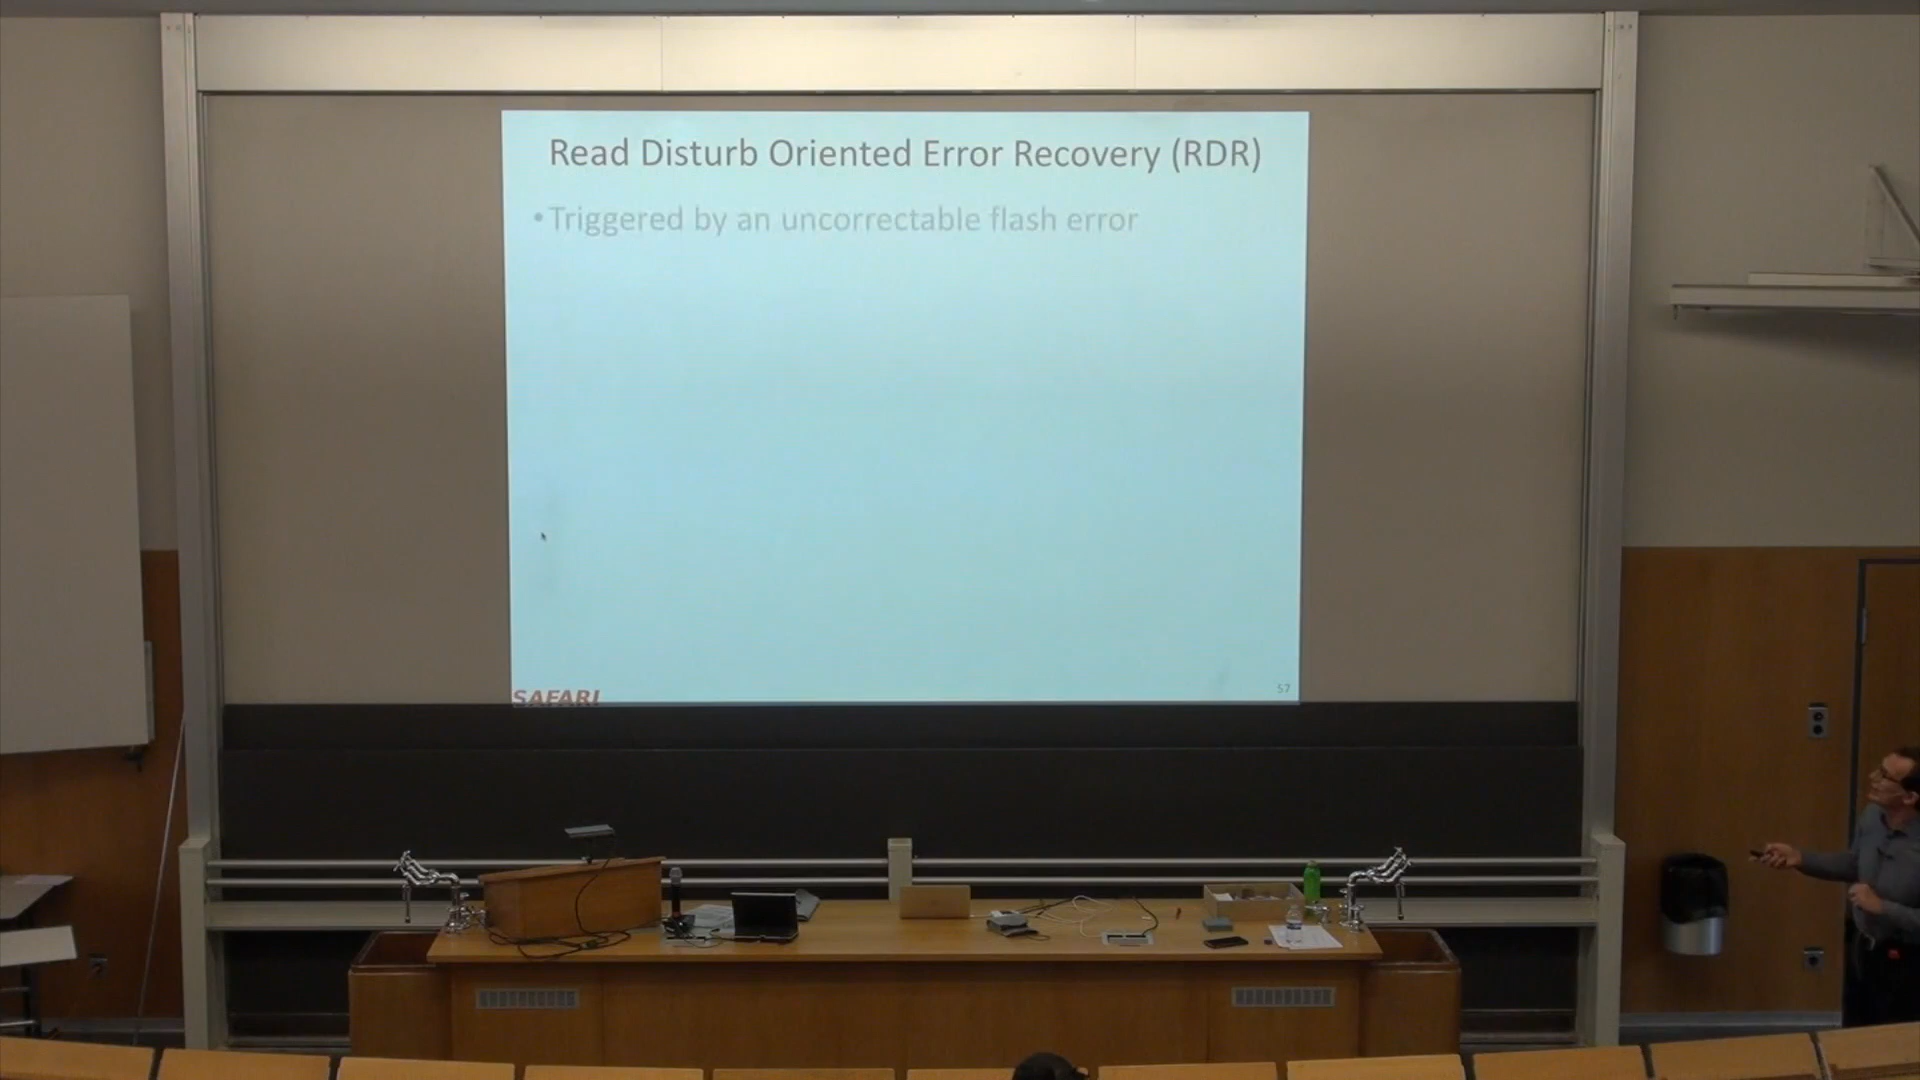 Read Disturb Oriented Error Recovery (RDR)
•Triggered by an uncorrectable flash error
SAFARI
57